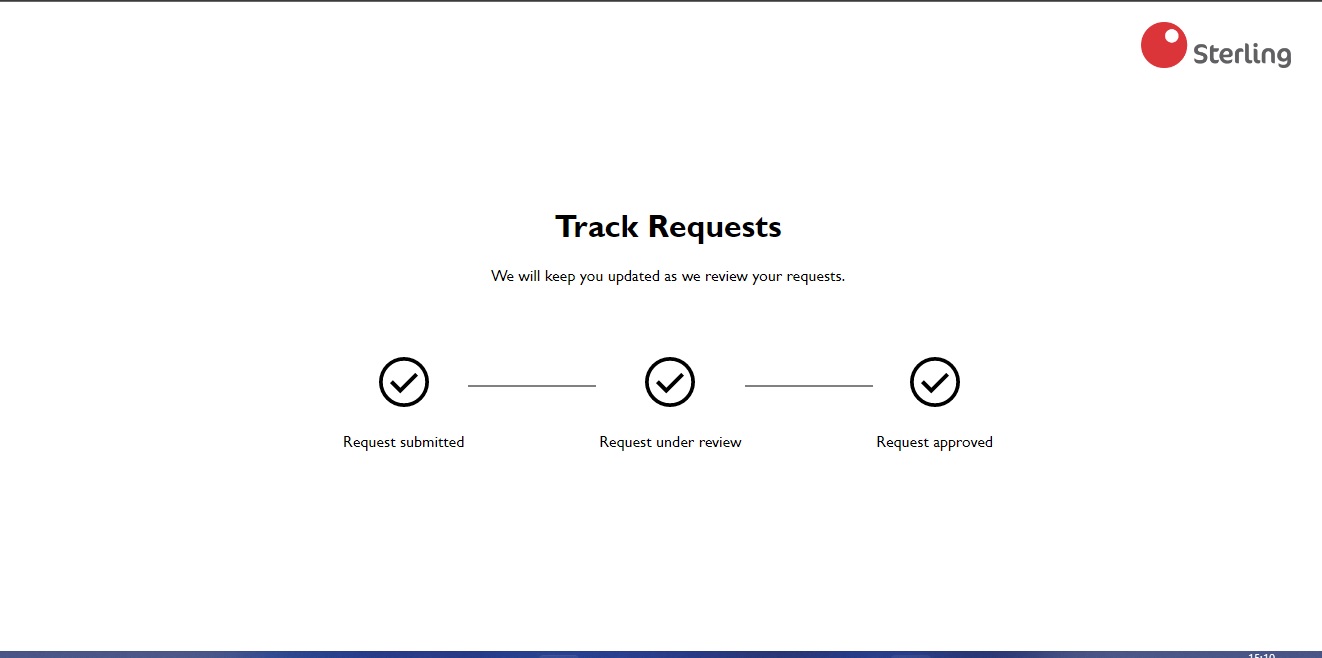 Sterling
Track Requests
We will keep you updated as we review your requests.
Request submitted
Request under review
Request approved